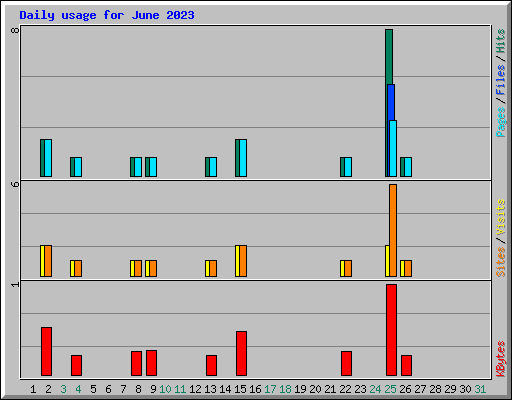 Daily usage for June 2023
8
Pages/Files/Hits
6
Sites/Visits
1
KBytes
1 2 3 4 5 6 7 8 9 10 11 12 13 14 15 16 17 18 19 20 21 22 23 24 25 26 27 28 29 30 31